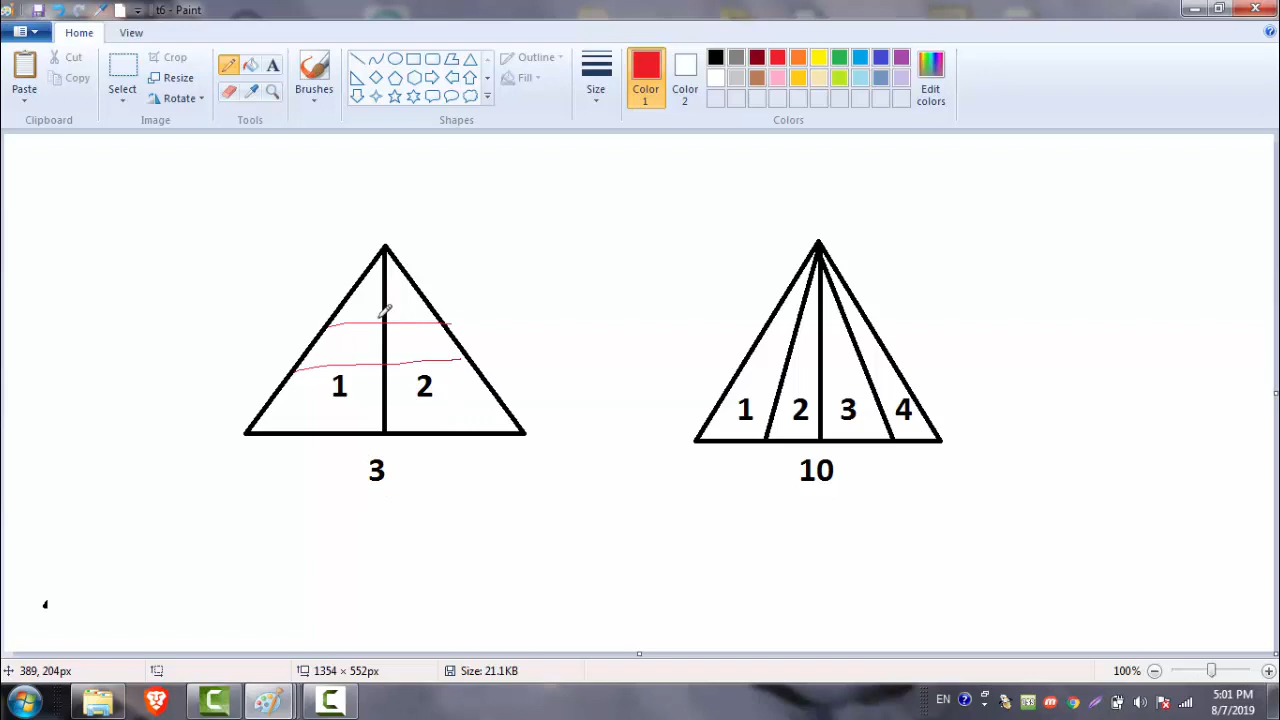 t6 - Paint
Home View
Paste
Cut
Copy
Clipboard
Select
Crop
Resize
Rotate
Image
Tools
Brushes
Outline
Fill
Shapes
Size
Color 1
Color 2
Edit colors
Colors
1 2
3
1 2 3 4
10
389, 204px
1354 × 552px
Size: 21.1KB
100%
EN
5:01 PM
8/7/2019